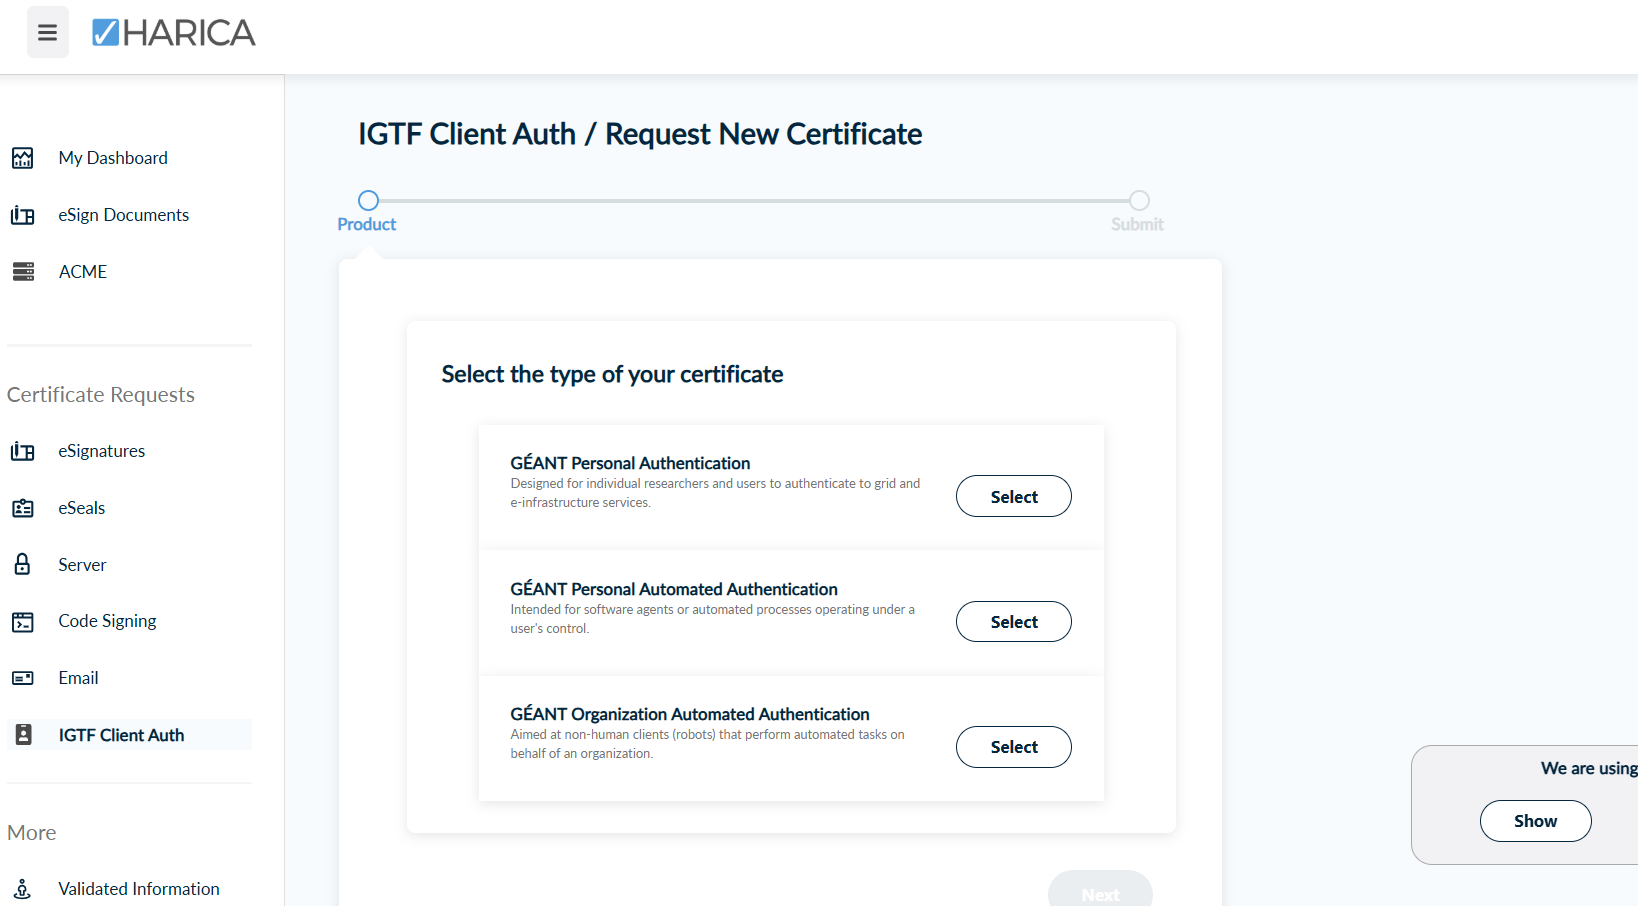 HARICA
My Dashboard
eSign Documents
ACME
Certificate Requests
eSignatures
eSeals
Server
Code Signing
Email
IGTF Client Auth
More
Validated Information
IGTF Client Auth / Request New Certificate
Product
Submit
Select the type of your certificate
GÉANT Personal Authentication
Designed for individual researchers and users to authenticate to grid and
e-infrastructure services.
Select
GÉANT Personal Automated Authentication
Intended for software agents or automated processes operating under a
user's control.
Select
GÉANT Organization Automated Authentication
Aimed at non-human clients (robots) that perform automated tasks on
behalf of an organization.
Select
Next
We are using
Show